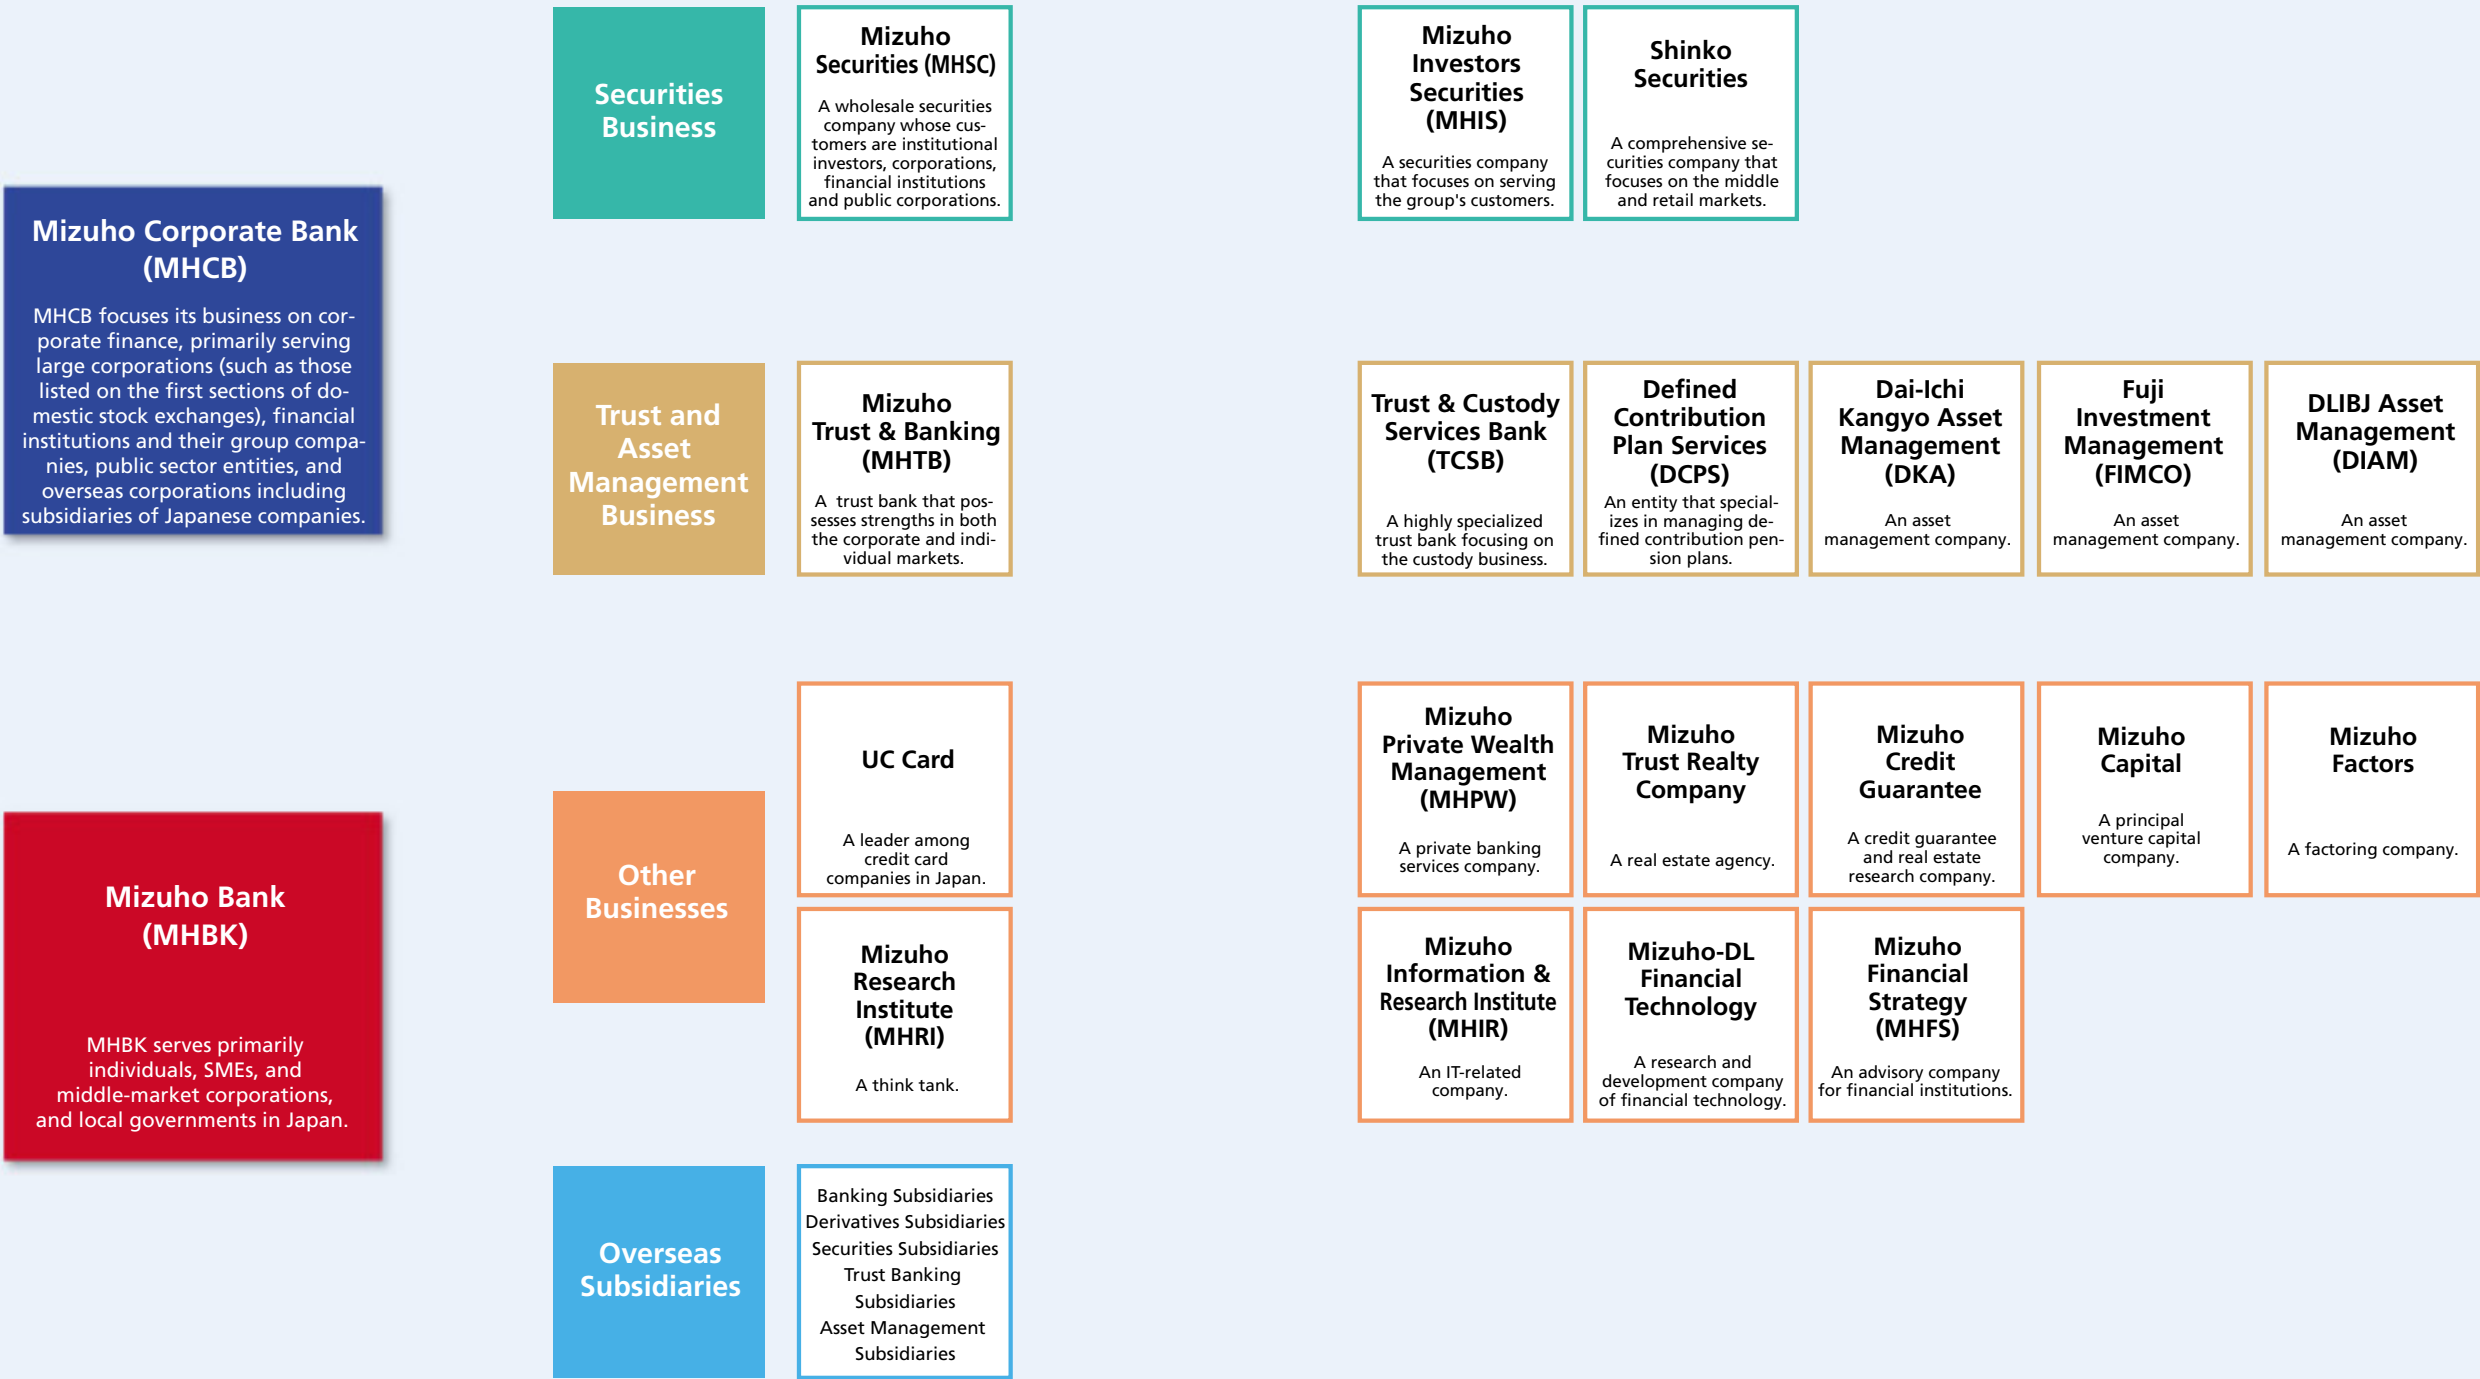 Mizuho Corporate Bank
(MHCB)
MHCB focuses its business on cor-
porate finance, primarily serving
large corporations (such as those
listed on the first sections of do-
mestic stock exchanges), financial
institutions and their group compa-
nies, public sector entities, and
overseas corporations including
subsidiaries of Japanese companies.
Mizuho Bank
(MHBK)
MHBK serves primarily
individuals, SMEs, and
middle-market corporations,
and local governments in Japan.
Securities
Business
Mizuho
Securities (MHSC)
A wholesale securities
company whose cus-
tomers are institutional
investors, corporations,
financial institutions
and public corporations.
Mizuho
Investors
Securities
(MHIS)
A securities company
that focuses on serving
the group's customers.
Shinko
Securities
A comprehensive se-
curities company that
focuses on the middle
and retail markets.
Trust and
Asset
Management
Business
Mizuho
Trust & Banking
(MHTB)
A trust bank that pos-
sesses strengths in both
the corporate and indi-
vidual markets.
Trust & Custody
Services Bank
(TCSB)
A highly specialized
trust bank focusing on
the custody business.
Defined
Contribution
Plan Services
(DCPS)
An entity that special-
izes in managing de-
fined contribution pen-
sion plans.
Dai-Ichi
Kangyo Asset
Management
(DKA)
An asset
management company.
Fuji
Investment
Management
(FIMCO)
An asset
management company.
DLIBJ Asset
Management
(DIAM)
An asset
management company.
Other
Businesses
UC Card
A leader among
credit card
companies in Japan.
Mizuho
Private Wealth
Management
(MHPW)
A private banking
services company.
Mizuho
Trust Realty
Company
A real estate agency.
Mizuho
Credit
Guarantee
A credit guarantee
and real estate
research company.
Mizuho
Capital
A principal
venture capital
company.
Mizuho
Factors
A factoring company.
Mizuho
Research
Institute
(MHRI)
A think tank.
Mizuho
Information &
Research Institute
(MHIR)
An IT-related
company.
Mizuho-DL
Financial
Technology
A research and
development company
of financial technology.
Mizuho
Financial
Strategy
(MHFS)
An advisory company
for financial institutions.
Overseas
Subsidiaries
Banking Subsidiaries
Derivatives Subsidiaries
Securities Subsidiaries
Trust Banking
Subsidiaries
Asset Management
Subsidiaries